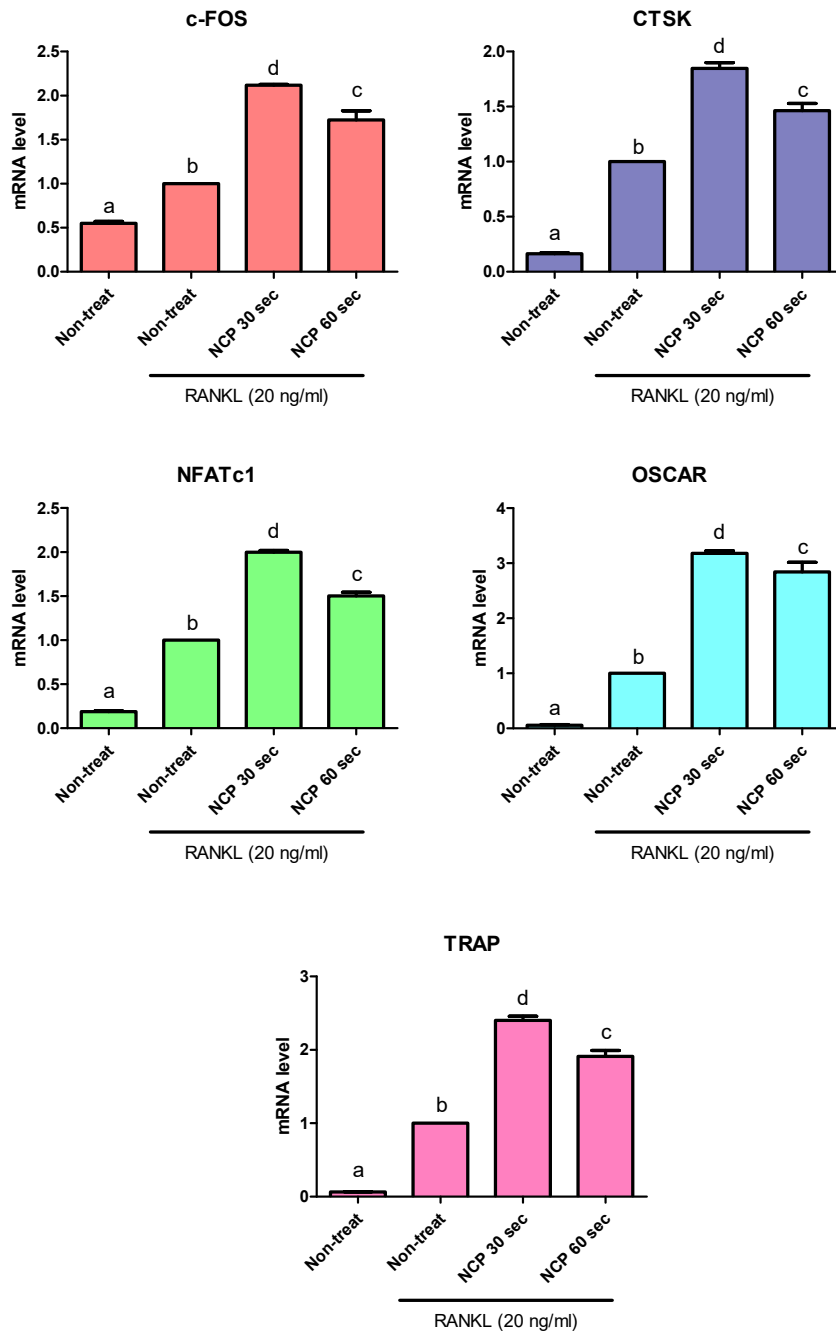 c-FOS
mRNA level
2.5
2.0
1.5
1.0
0.5
0.0
a
b
d
c
Non-treat
Non-treat
NCP 30 sec
NCP 60 sec
RANKL (20 ng/ml)
CTSK
mRNA level
2.0
1.5
1.0
0.5
0.0
a
b
d
c
Non-treat
Non-treat
NCP 30 sec
NCP 60 sec
RANKL (20 ng/ml)
NFATc1
mRNA level
2.5
2.0
1.5
1.0
0.5
0.0
a
b
d
c
Non-treat
Non-treat
NCP 30 sec
NCP 60 sec
RANKL (20 ng/ml)
OSCAR
mRNA level
4
3
2
1
0
a
b
d
c
Non-treat
Non-treat
NCP 30 sec
NCP 60 sec
RANKL (20 ng/ml)
TRAP
mRNA level
3
2
1
0
a
b
d
c
Non-treat
Non-treat
NCP 30 sec
NCP 60 sec
RANKL (20 ng/ml)